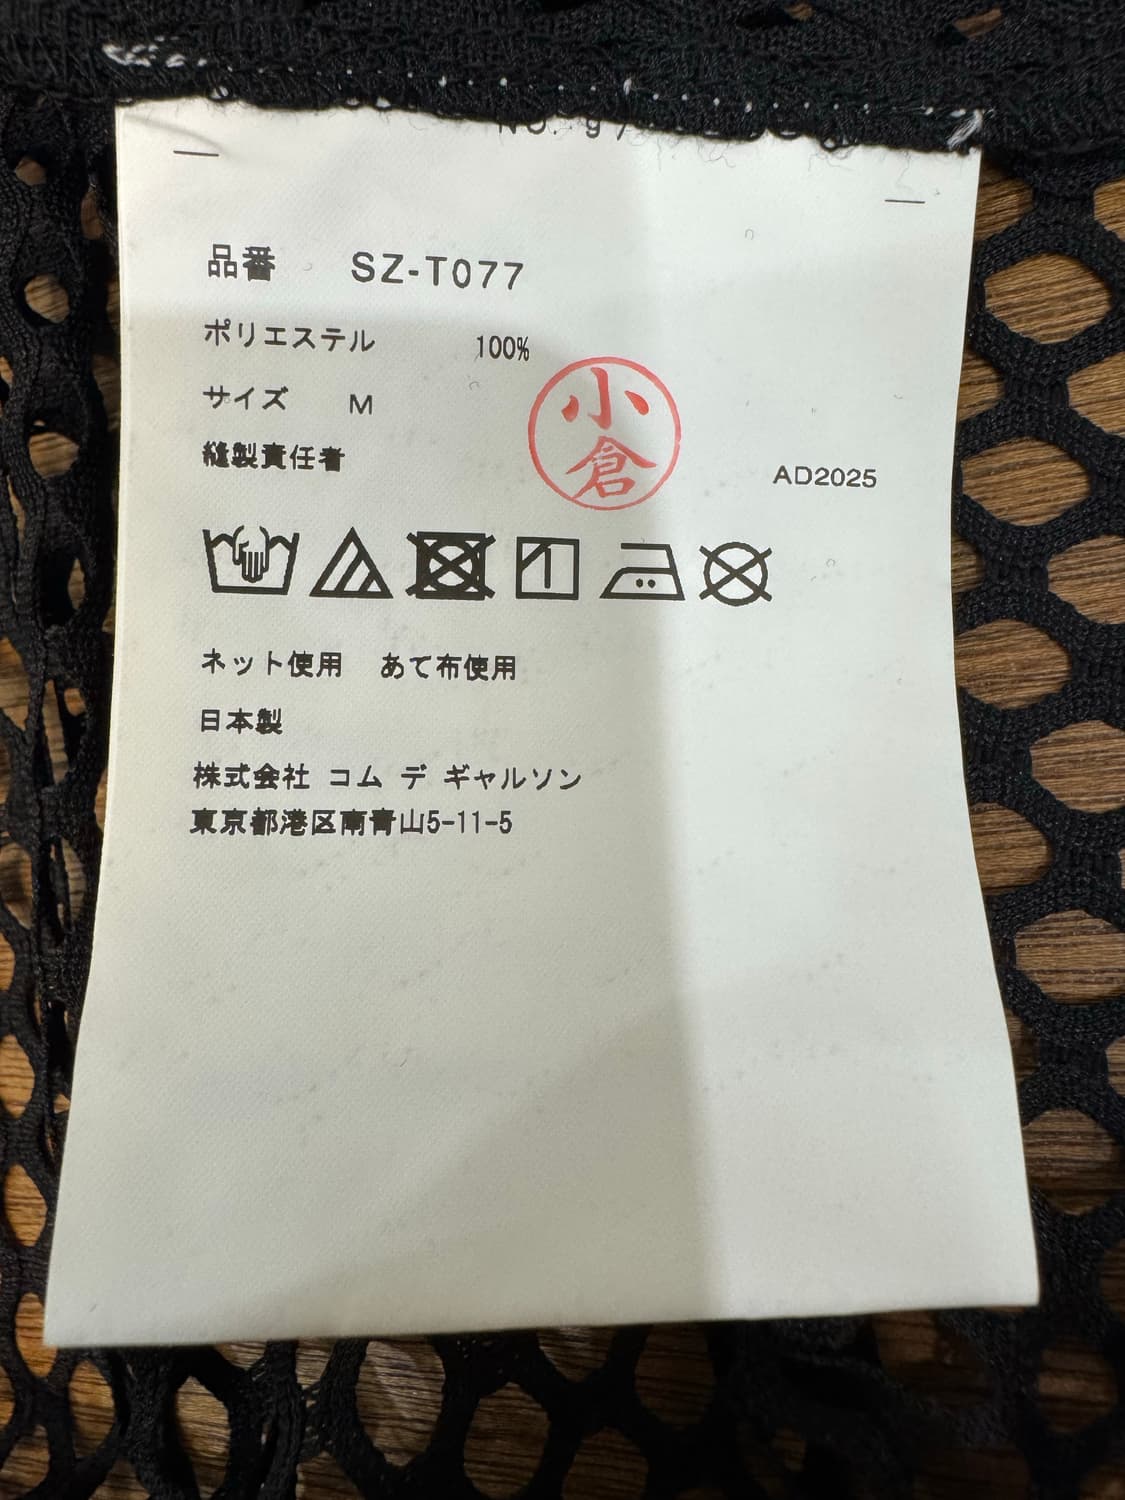 品番 SZ-T077
ポリエステル 100%
サイズ M
小倉
縫製責任者
AD2025
ネット使用 あて布使用
日本製
株式会社 コム デ ギャルソン
東京都港区南青山5-11-5